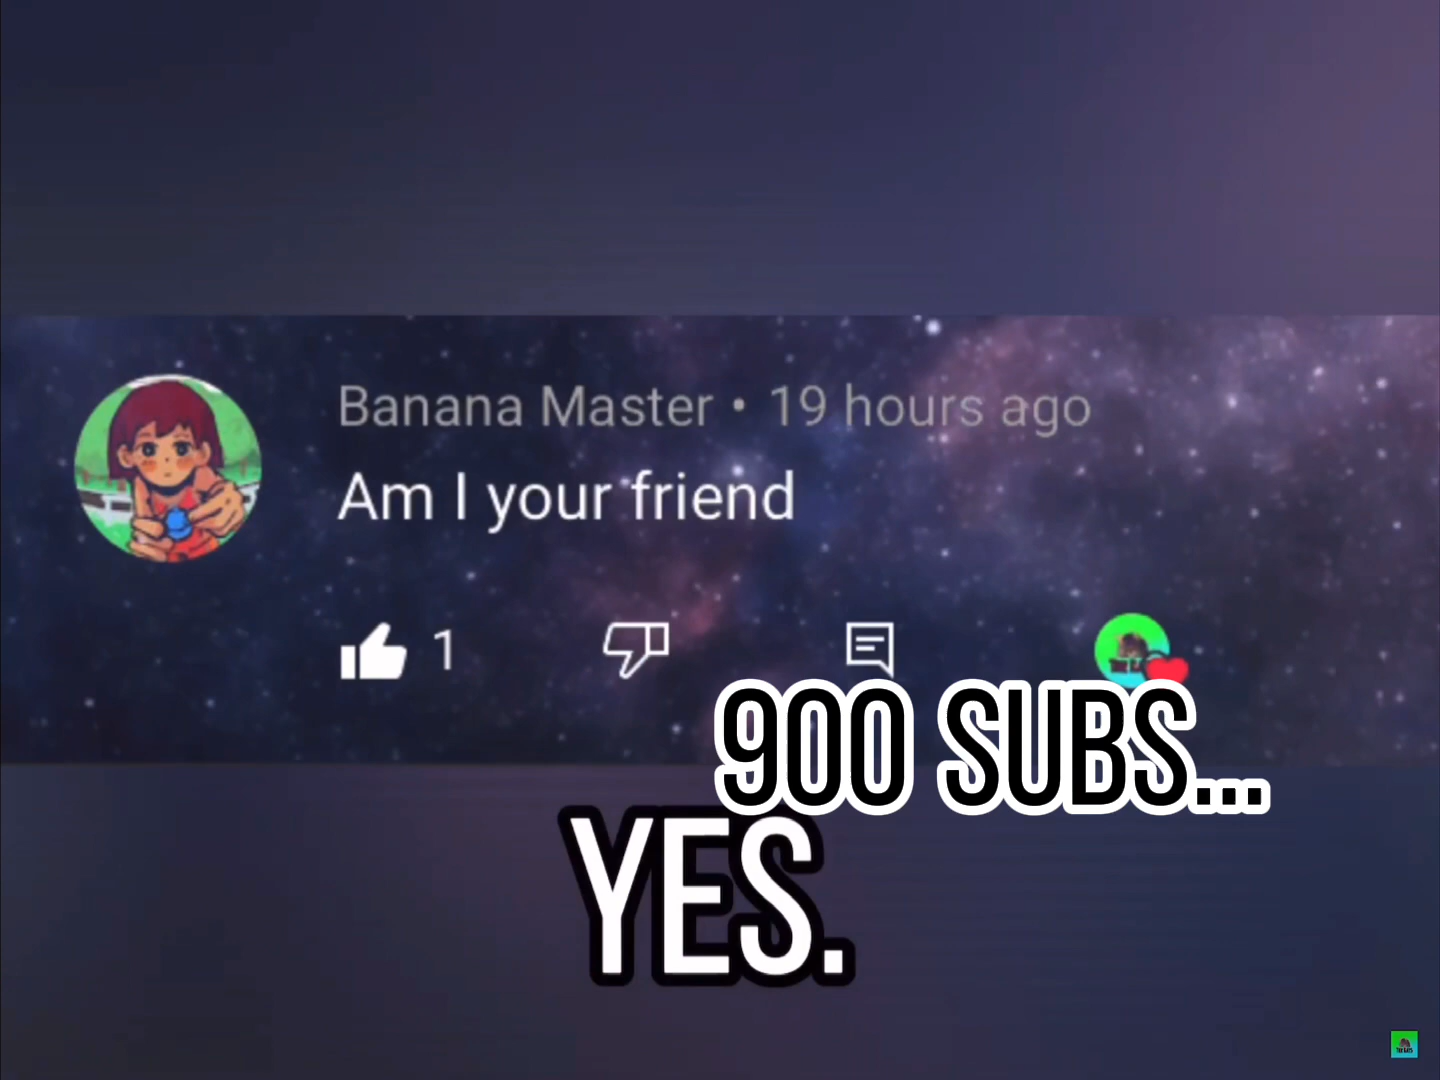 Banana Master • 19 hours ago
Am I your friend
1
900 SUBS...
YES.